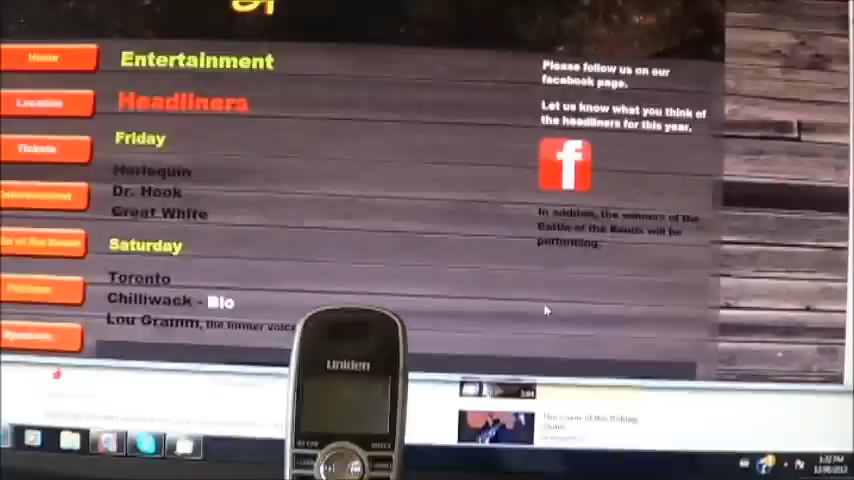 Home
Entertainment
Please follow us on our
facebook page.
Location
Headliners
Let us know what you think of
the headliners for this year.
Tickets
Friday
f
Harlequin
Dr. Hook
Great White
In addition, the winners of the
Battle of the Bands will be
performing.
Saturday
Toronto
Chilliwack - Bio
Lou Gramm, the former voice
uniden